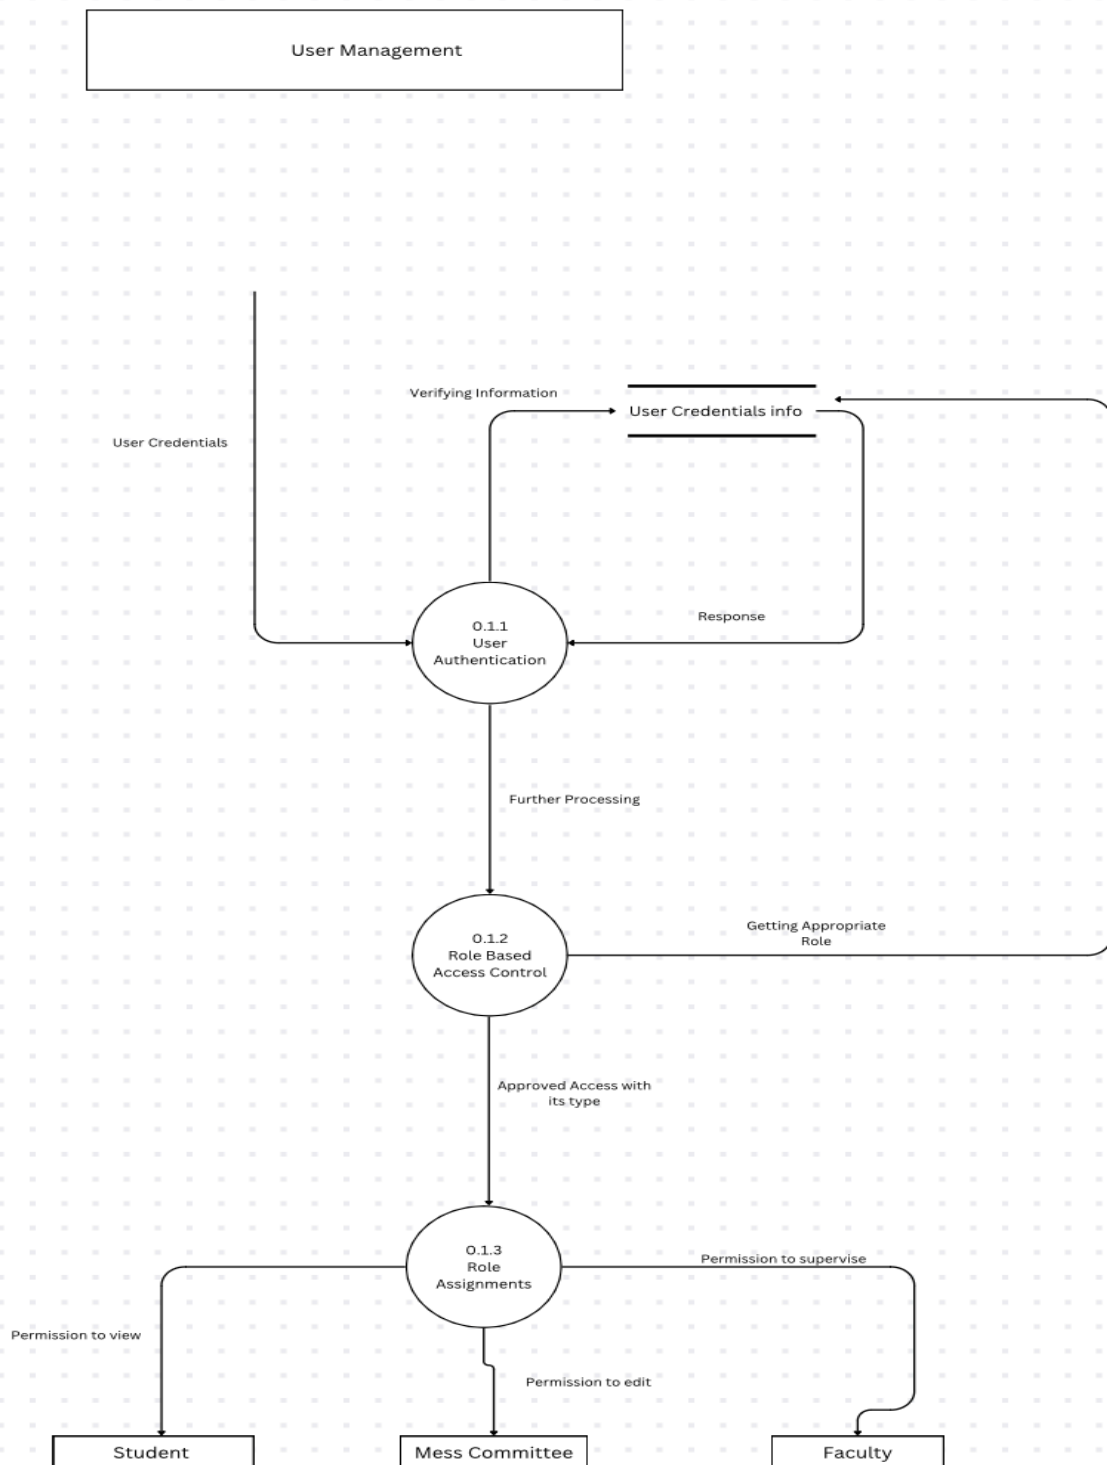 User Management
Verifying Information
User Credentials info
User Credentials
0.1.1
User
Authentication
Response
Further Processing
0.1.2
Role Based
Access Control
Getting Appropriate
Role
Approved Access with
its type
0.1.3
Role
Assignments
Permission to supervise
Permission to view
Permission to edit
Student
Mess Committee
Faculty